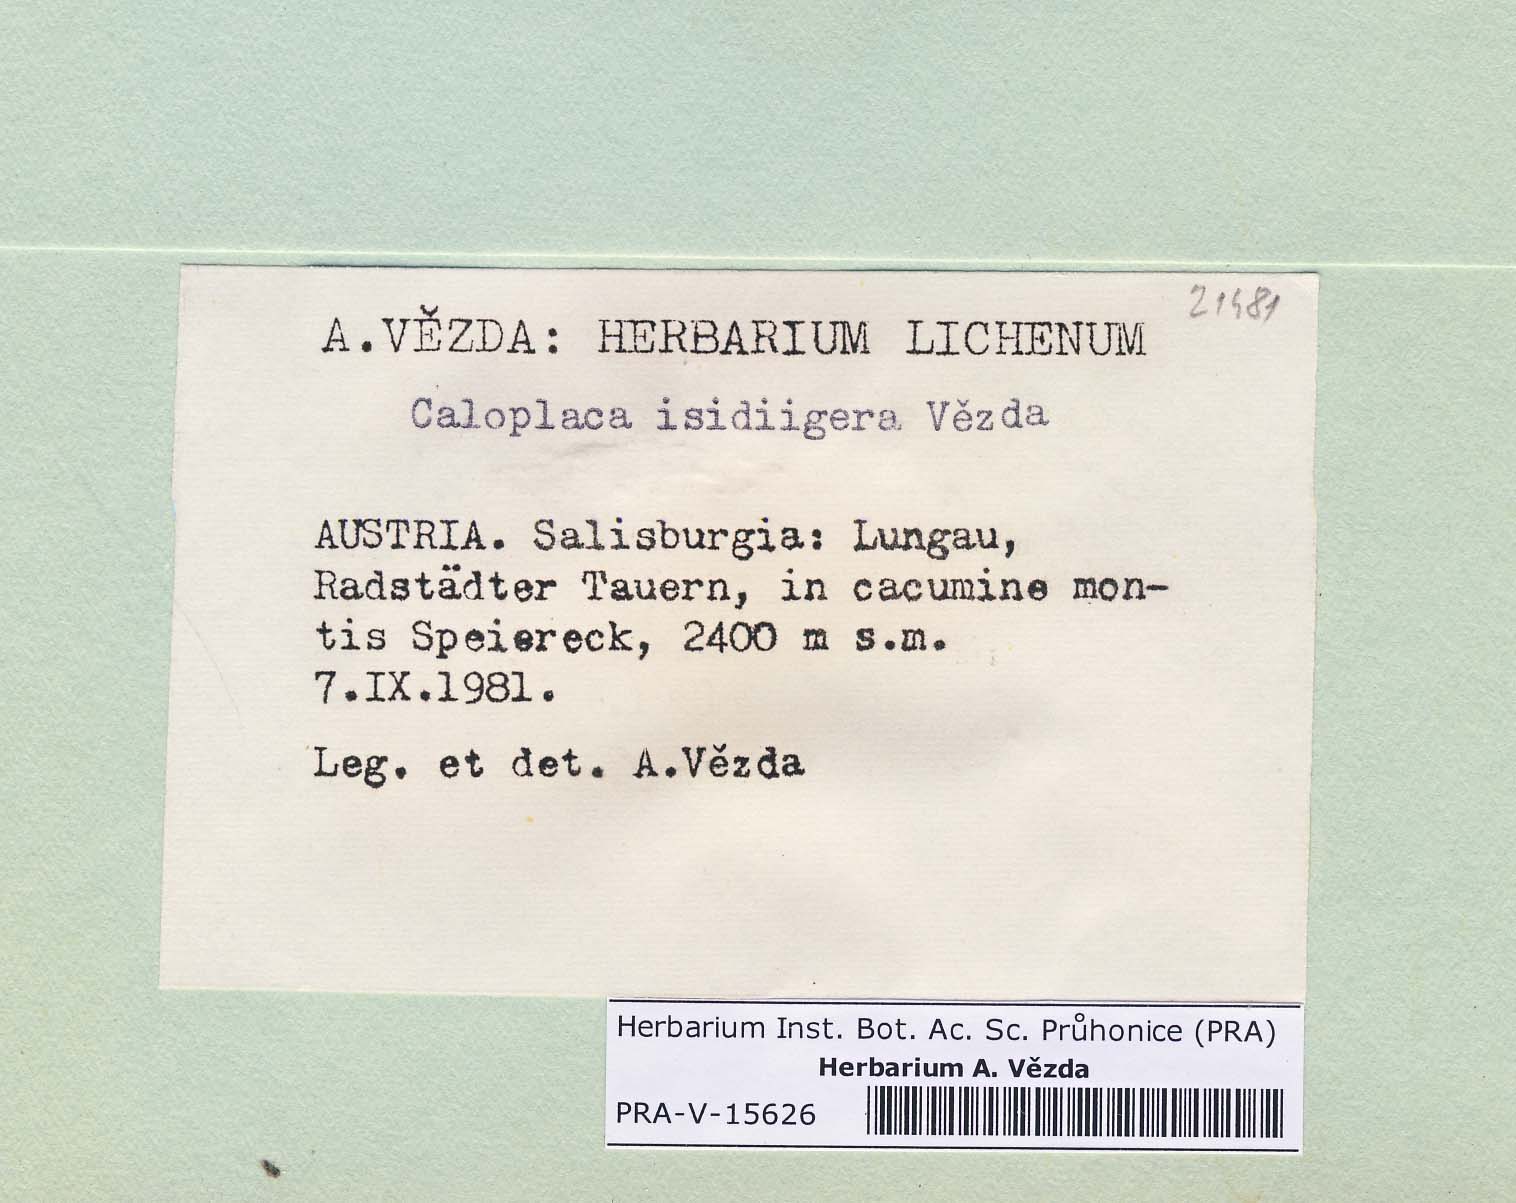 21481
A.VĚZDA: HERBARIUM LICHENUM
Caloplaca isidiigera Vězda
AUSTRIA. Salisburgia: Lungau,
Radstädter Tauern, in cacumine mon-
tis Speiereck, 2400 m s.m.
7.IX.1981.
Leg. et det. A.Vězda
Herbarium Inst. Bot. Ac. Sc. Průhonice (PRA)
Herbarium A. Vězda
PRA-V-15626